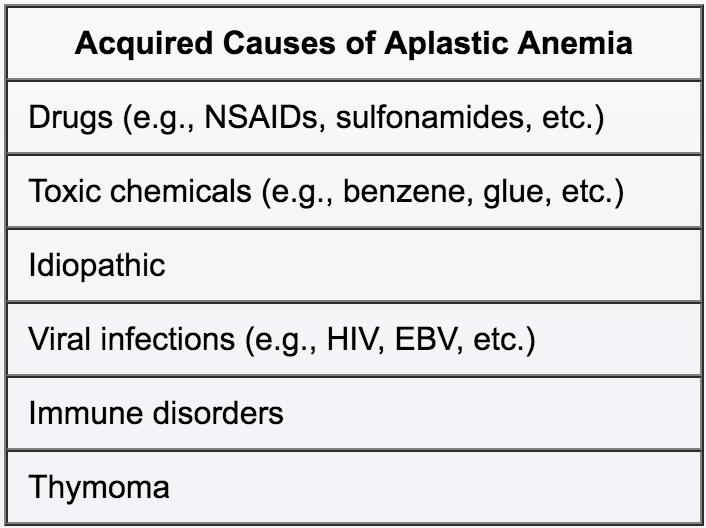 Acquired Causes of Aplastic Anemia
Drugs (e.g., NSAIDs, sulfonamides, etc.)
Toxic chemicals (e.g., benzene, glue, etc.)
Idiopathic
Viral infections (e.g., HIV, EBV, etc.)
Immune disorders
Thymoma